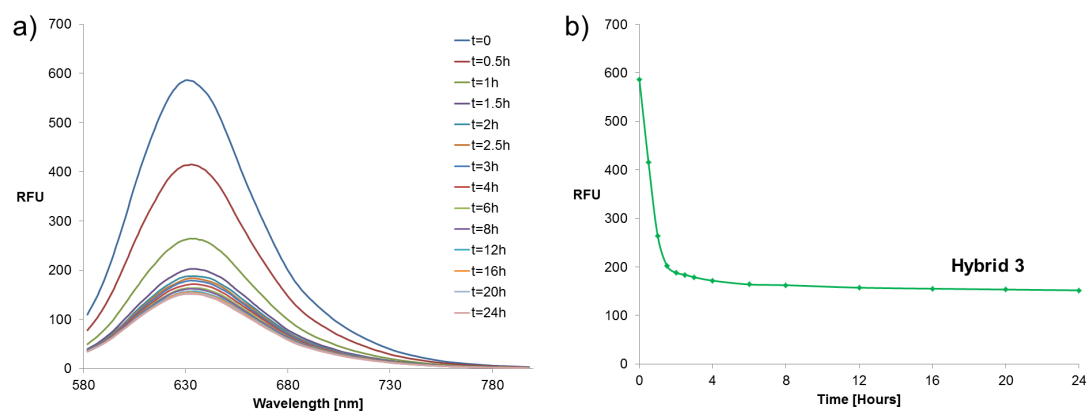 a)
700
600
500
400
300
200
100
0
RFU
580
630
680
730
780
Wavelength [nm]
t=0
t=0.5h
t=1h
t=1.5h
t=2h
t=2.5h
t=3h
t=4h
t=6h
t=8h
t=12h
t=16h
t=20h
t=24h
b)
700
600
500
400
300
200
100
0
RFU
Hybrid 3
0
4
8
12
16
20
24
Time [Hours]